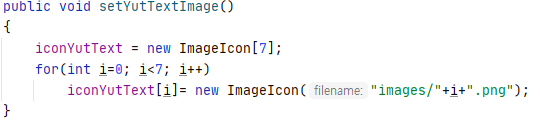 public void setYutTextImage()
{
    iconYutText = new ImageIcon[7];
    for(int i=0; i<7; i++)
        iconYutText[i]= new ImageIcon( filename: "images/"+i+".png");
}